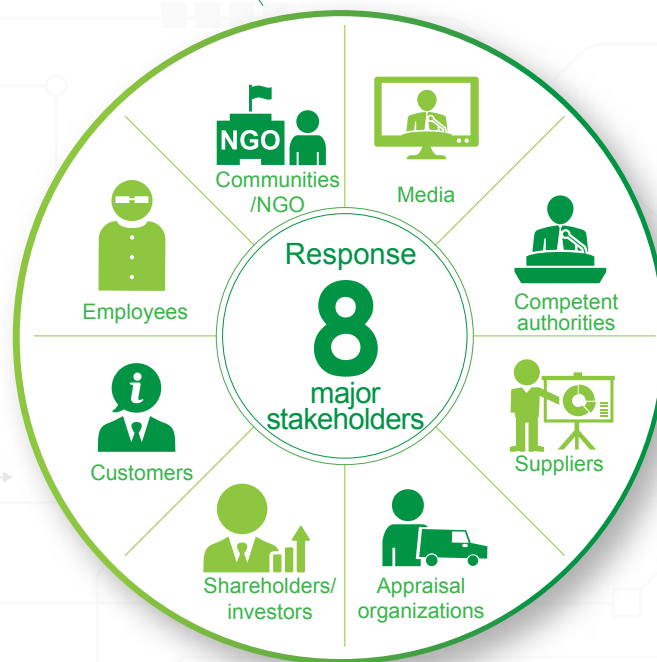 NGO
Communities
/NGO
Media
Competent
authorities
Suppliers
Appraisal
organizations
Shareholders/
investors
i
Customers
Employees
Response
8
major
stakeholders